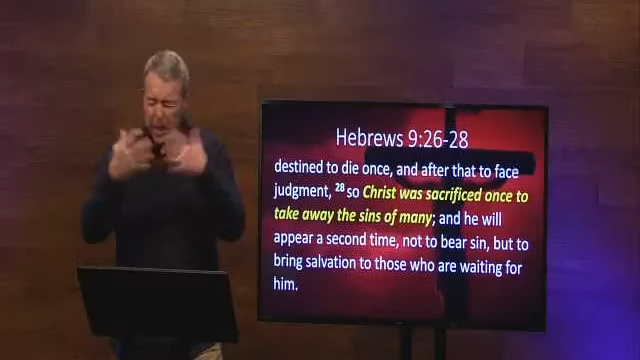 Hebrews 9:26-28
destined to die once, and after that to face
judgment, 28 so Christ was sacrificed once to
take away the sins of many; and he will
appear a second time, not to bear sin, but to
bring salvation to those who are waiting for
him.